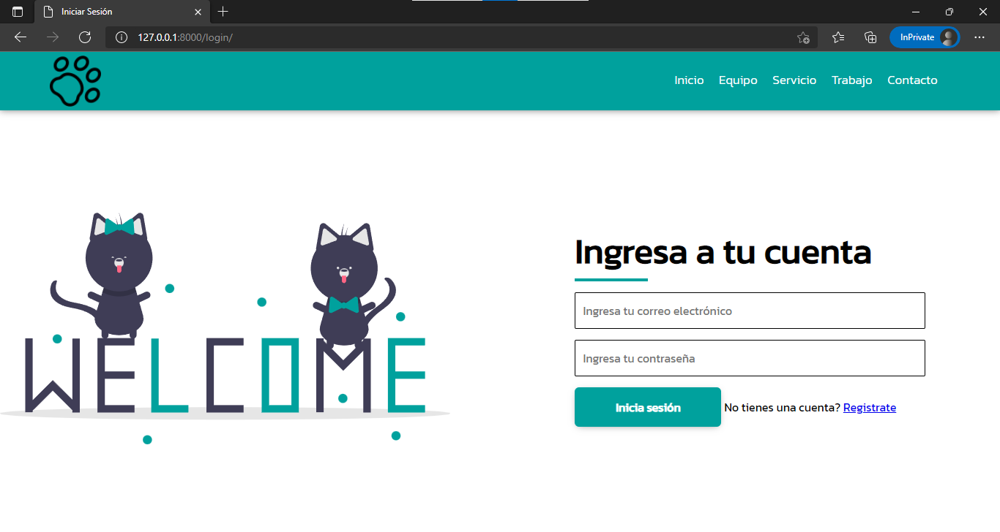 Iniciar Sesión
127.0.0.1:8000/login/
InPrivate
Inicio Equipo Servicio Trabajo Contacto
WELCOME
Ingresa a tu cuenta
Ingresa tu correo electrónico
Ingresa tu contraseña
Inicia sesión No tienes una cuenta? Registrate